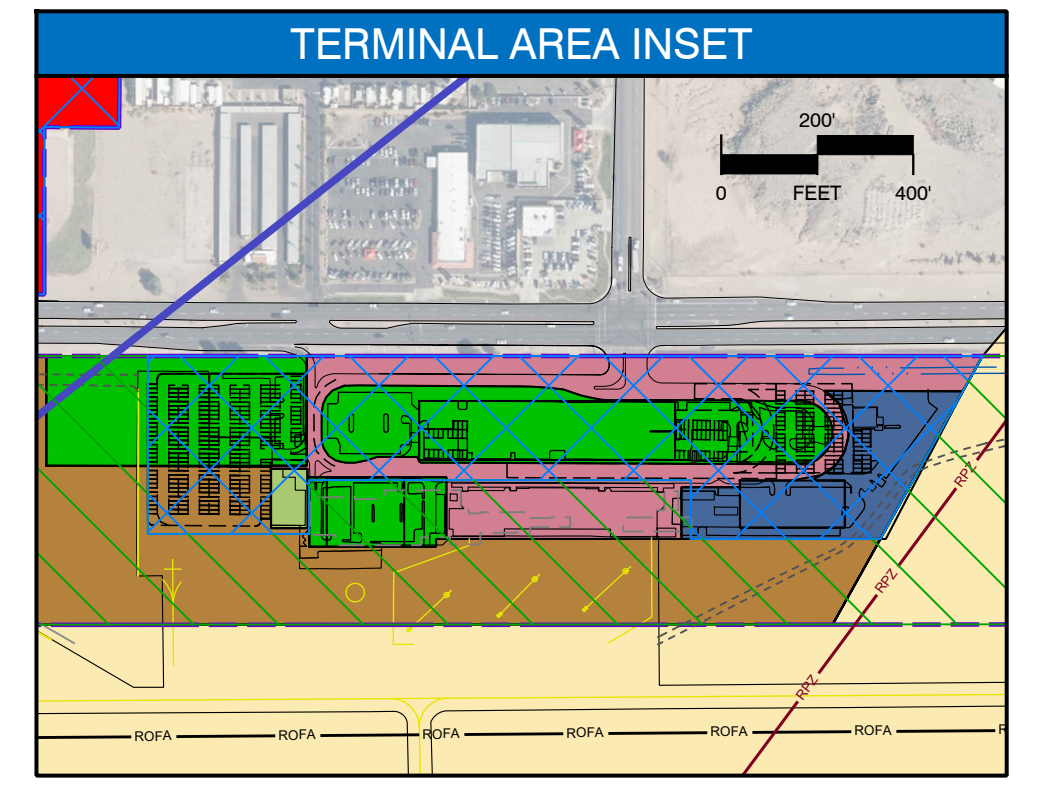 TERMINAL AREA INSET
200'
0 FEET 400'
RPZ
RPZ
RPZ
ROFA ROFA ROFA ROFA ROFA ROFA R